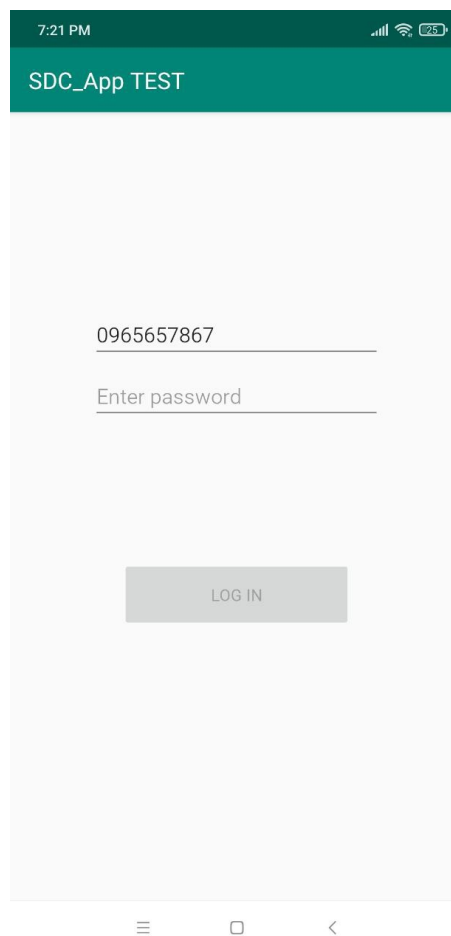 7:21 PM 25
SDC_App TEST
0965657867
Enter password
LOG IN